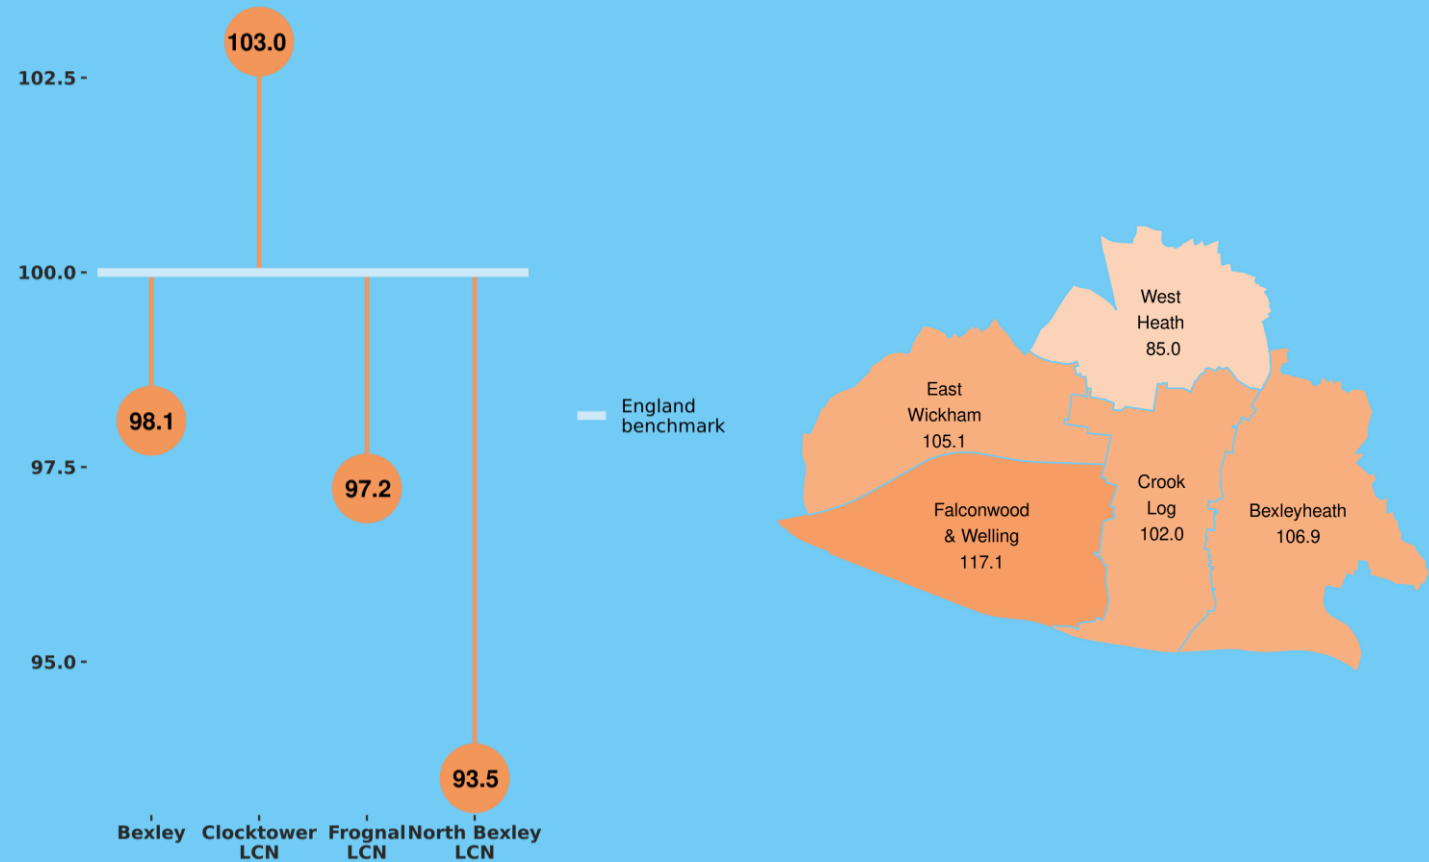 103.0
102.5
100.0
98.1
97.5
97.2
95.0
93.5
Bexley
Clocktower
LCN
Frognal
LCN
North Bexley
LCN
England
benchmark
West
Heath
85.0
East
Wickham
105.1
Falconwood
& Welling
117.1
Crook
Log
102.0
Bexleyheath
106.9